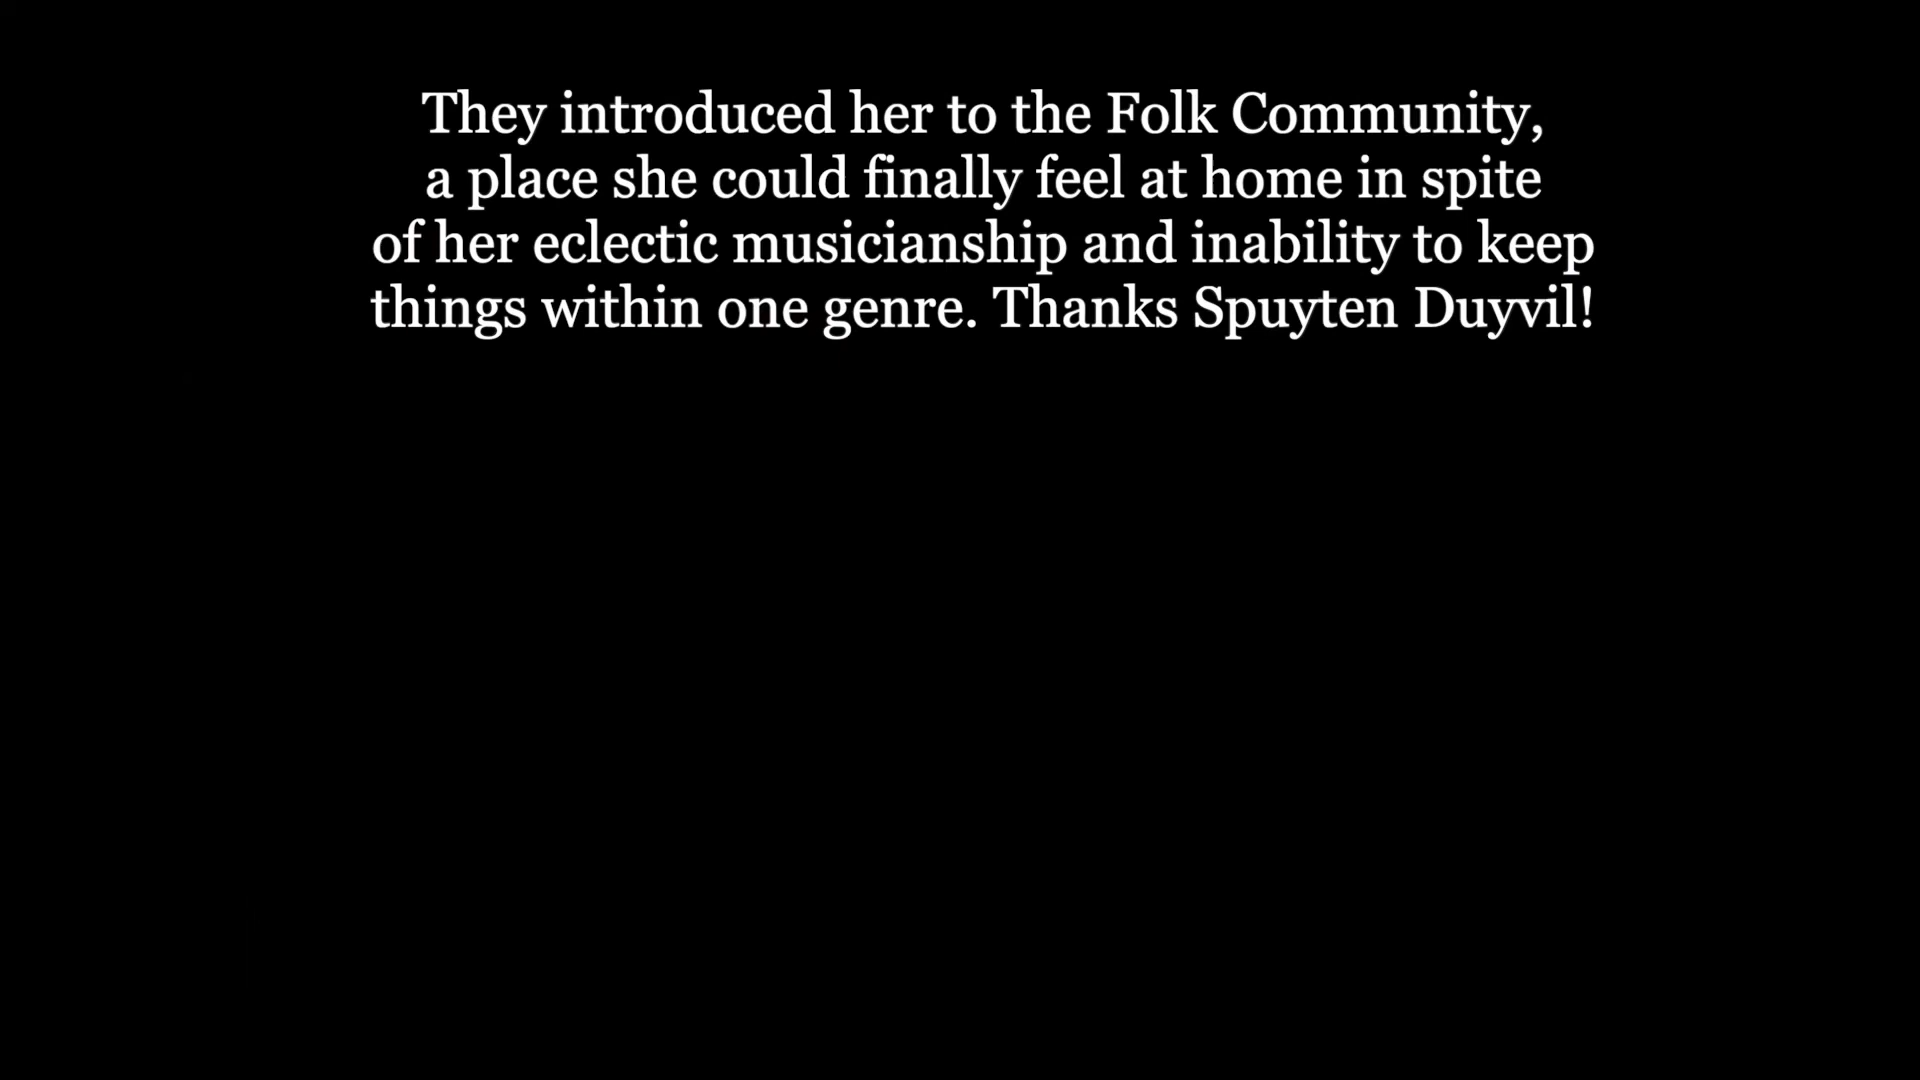 They introduced her to the Folk Community,
a place she could finally feel at home in spite
of her eclectic musicianship and inability to keep
things within one genre. Thanks Spuyten Duyvil!